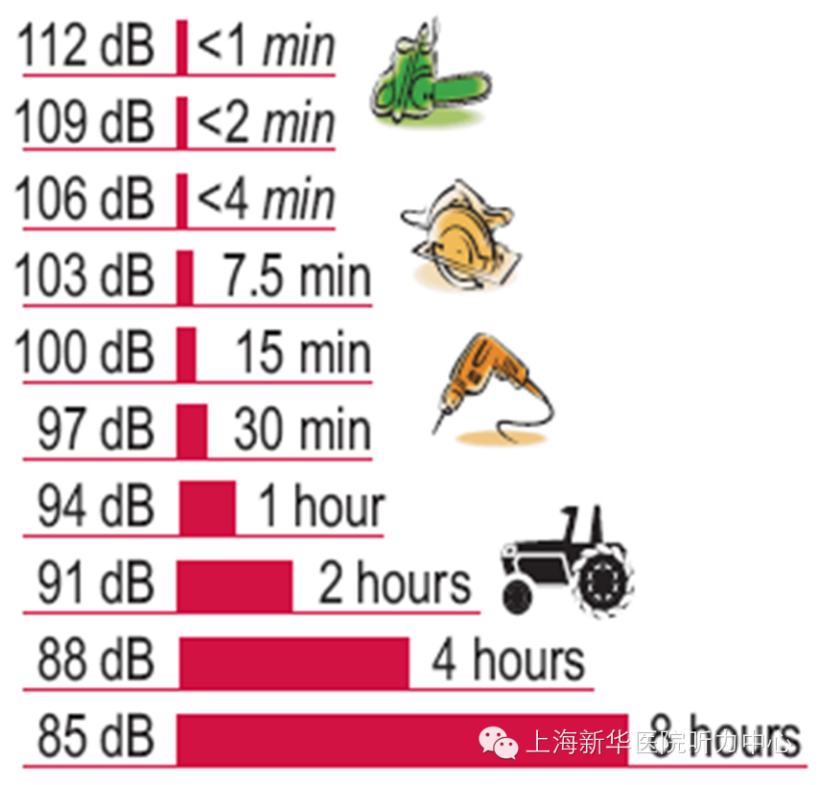 112 dB <1 min
109 dB <2 min
106 dB <4 min
103 dB 7.5 min
100 dB 15 min
97 dB 30 min
94 dB 1 hour
91 dB 2 hours
88 dB 4 hours
85 dB 8 hours
上海新华医院听力中心